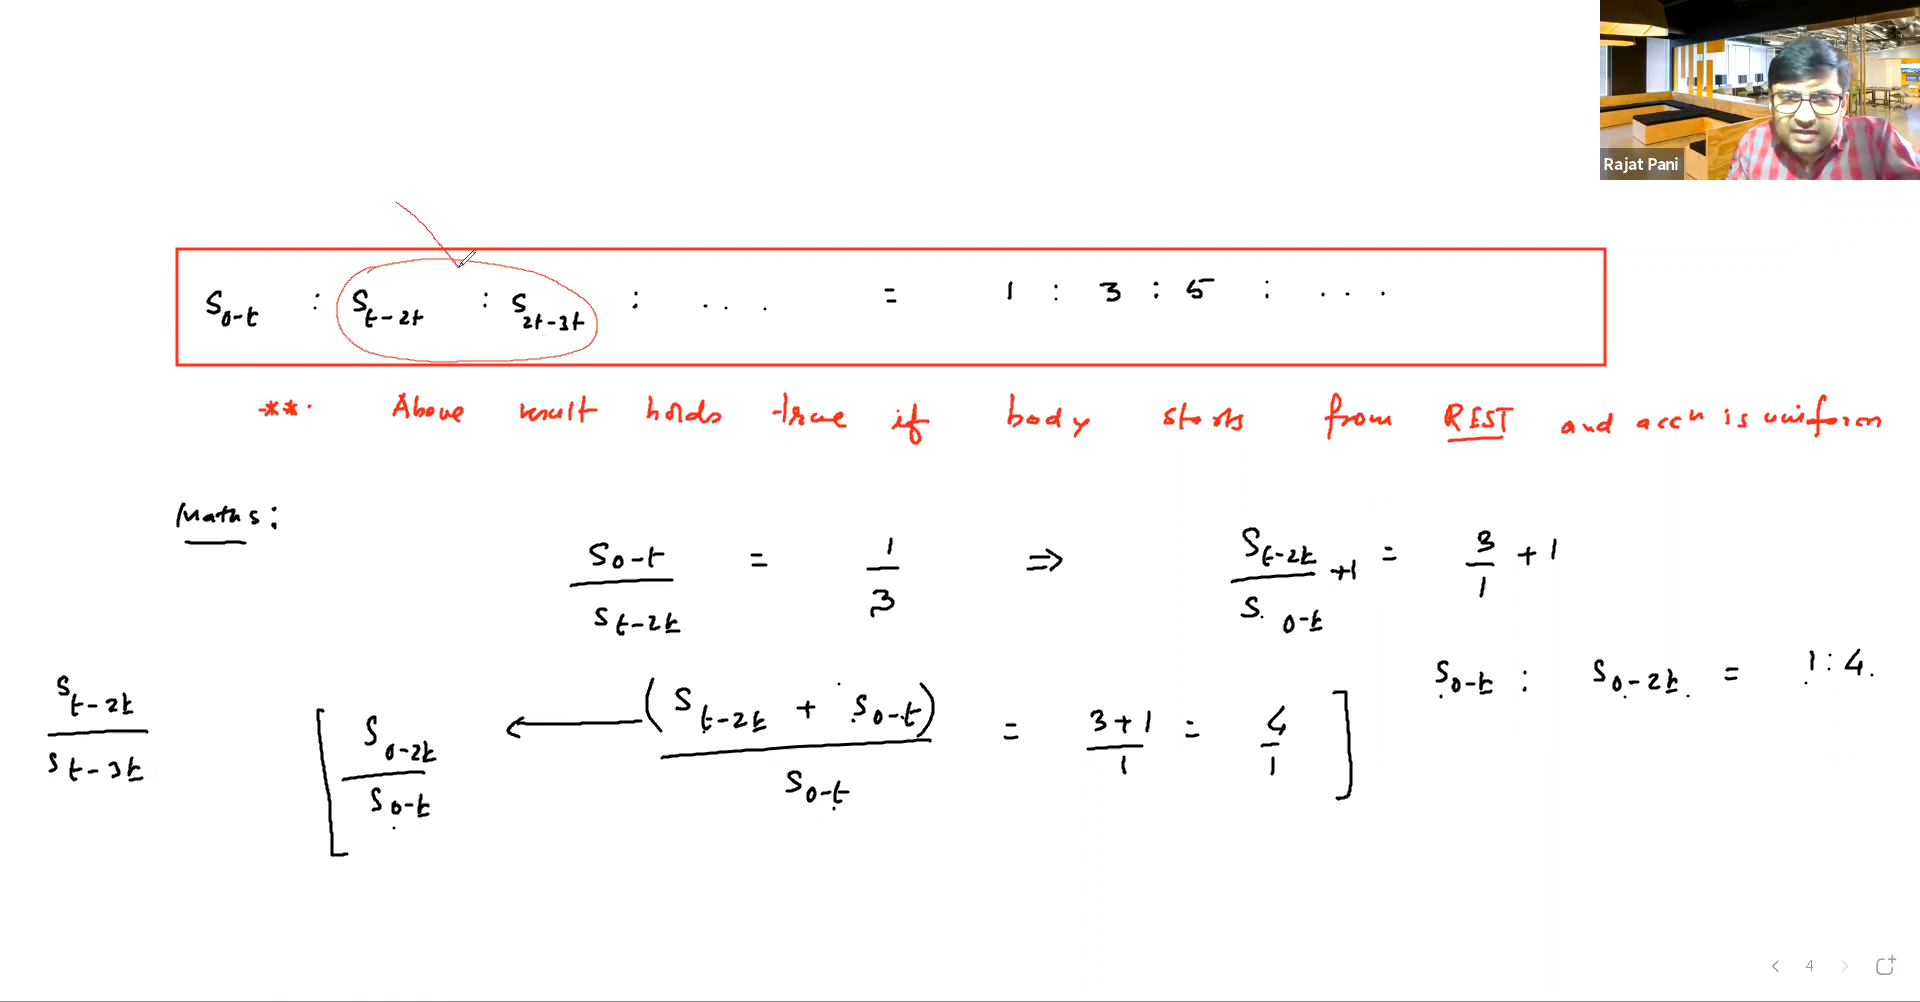 Rajat Pani
S0-t : St-2t : S2t-3t : . . . = 1 : 3 : 5 : . . .
** . Above result holds true if body starts from REST and accn is uniform
Maths :
S0-t / St-2t = 1/3 ⇒ St-2t / S0-t +1 = 3/1 + 1
S0-t : S0-2t = 1 : 4.
St-2t / St-3t [ S0-2t / S0-t ← (St-2t + S0-t) / S0-t = 3+1 / 1 = 4/1 ]
4